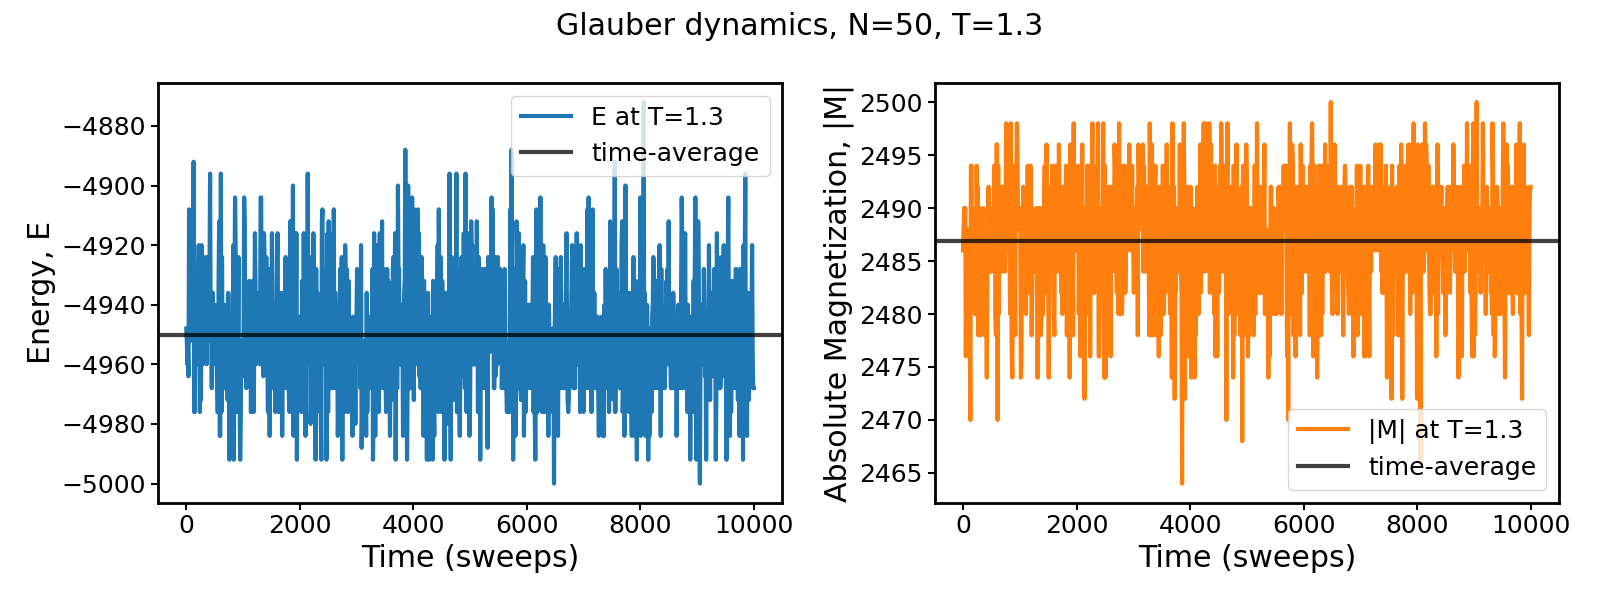 Glauber dynamics, N=50, T=1.3
Energy, E
−4880
−4900
−4920
−4940
−4960
−4980
−5000
E at T=1.3
time-average
0 2000 4000 6000 8000 10000
Time (sweeps)
Absolute Magnetization, |M|
2500
2495
2490
2485
2480
2475
2470
2465
|M| at T=1.3
time-average
0 2000 4000 6000 8000 10000
Time (sweeps)